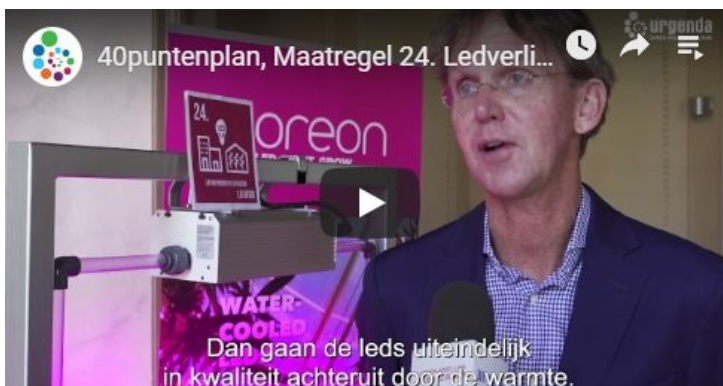 urgenda
40puntenplan, Maatregel 24. Ledverli...
24.
oreon
WATER-
COOLED
Dan gaan de leds uiteindelijk
in kwaliteit achteruit door de warmte.